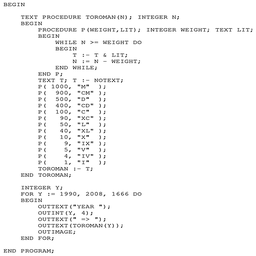 BEGIN
TEXT PROCEDURE TOROMAN(N); INTEGER N;
BEGIN
PROCEDURE P(WEIGHT,LIT); INTEGER WEIGHT; TEXT LIT;
BEGIN
WHILE N >= WEIGHT DO
BEGIN
T :- T & LIT;
N := N - WEIGHT;
END WHILE;
END P;
TEXT T; T :- NOTEXT;
P( 1000, "M" );
P( 900, "CM" );
P( 500, "D" );
P( 400, "CD" );
P( 100, "C" );
P( 90, "XC" );
P( 50, "L" );
P( 40, "XL" );
P( 10, "X" );
P( 9, "IX" );
P( 5, "V" );
P( 4, "IV" );
P( 1, "I" );
TOROMAN :- T;
END TOROMAN;
INTEGER Y;
FOR Y := 1990, 2008, 1666 DO
BEGIN
OUTTEXT("YEAR ");
OUTINT(Y, 4);
OUTTEXT(" => ");
OUTTEXT(TOROMAN(Y));
OUTIMAGE;
END FOR;
END PROGRAM;